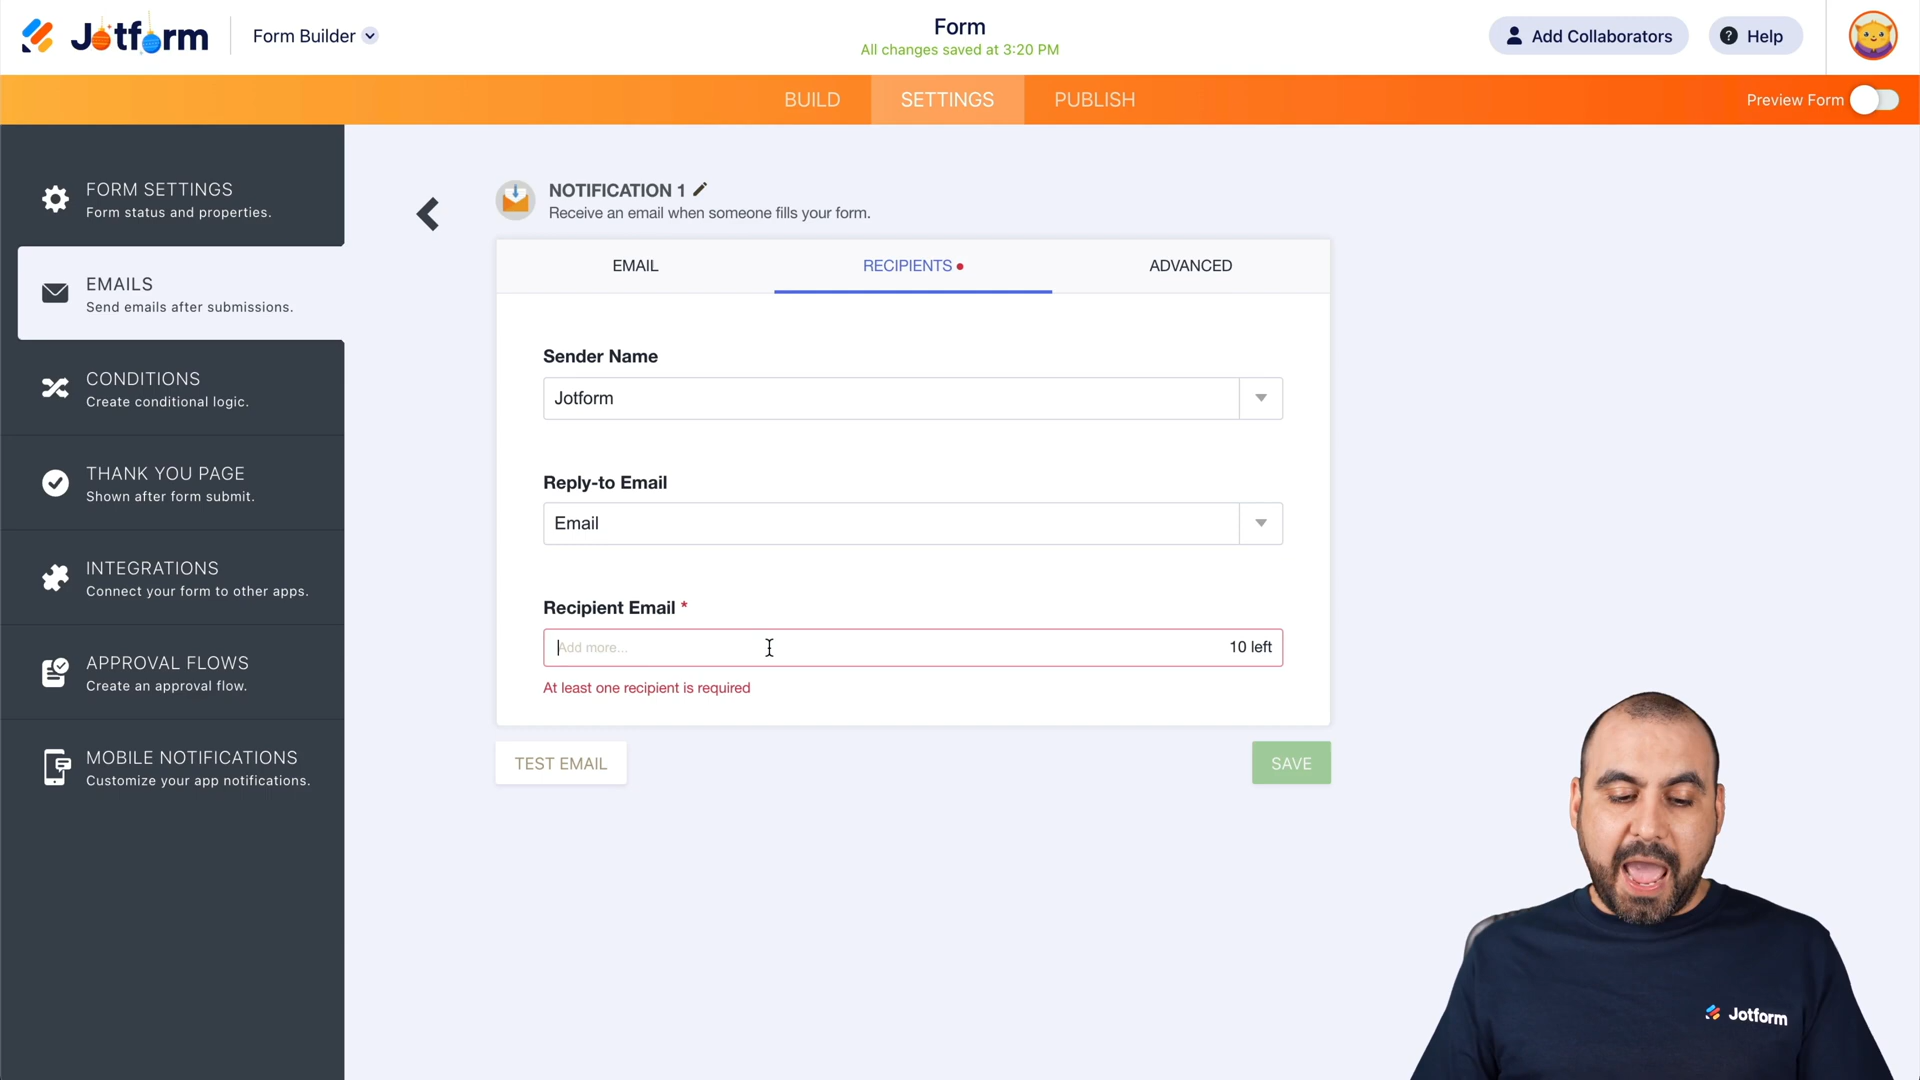 Jotform
Form Builder
Form
All changes saved at 3:20 PM
Add Collaborators
? Help
BUILD
SETTINGS
PUBLISH
Preview Form
FORM SETTINGS
Form status and properties.
EMAILS
Send emails after submissions.
CONDITIONS
Create conditional logic.
THANK YOU PAGE
Shown after form submit.
INTEGRATIONS
Connect your form to other apps.
APPROVAL FLOWS
Create an approval flow.
MOBILE NOTIFICATIONS
Customize your app notifications.
NOTIFICATION 1
Receive an email when someone fills your form.
EMAIL
RECIPIENTS
ADVANCED
Sender Name
Jotform
Reply-to Email
Email
Recipient Email *
Add more...
10 left
At least one recipient is required
TEST EMAIL
SAVE
Jotform